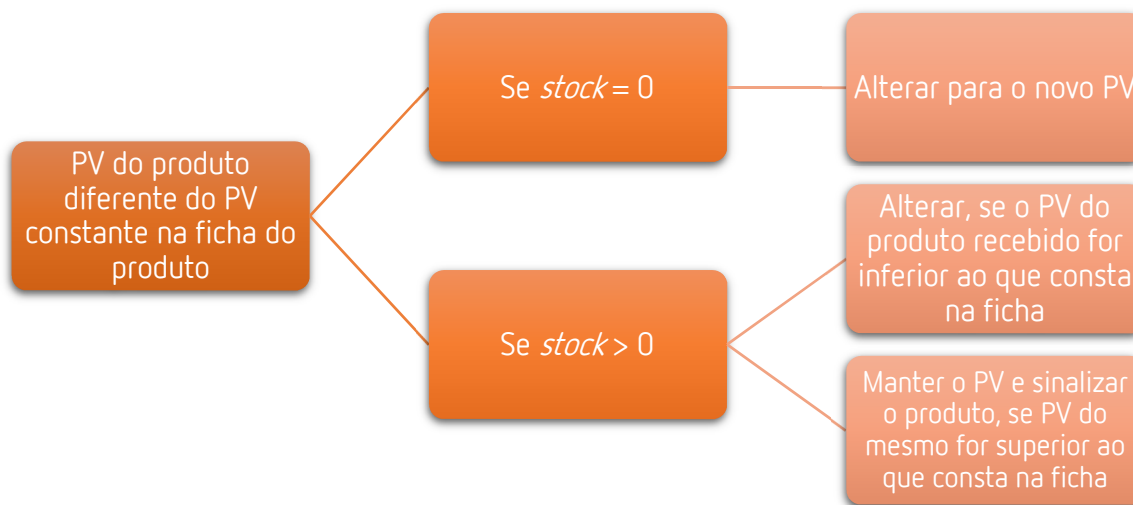 PV do produto
diferente do PV
constante na ficha do
produto
Se stock = 0
Alterar para o novo PV
Se stock > 0
Alterar, se o PV do
produto recebido for
inferior ao que consta
na ficha
Manter o PV e sinalizar
o produto, se PV do
mesmo for superior ao
que consta na ficha